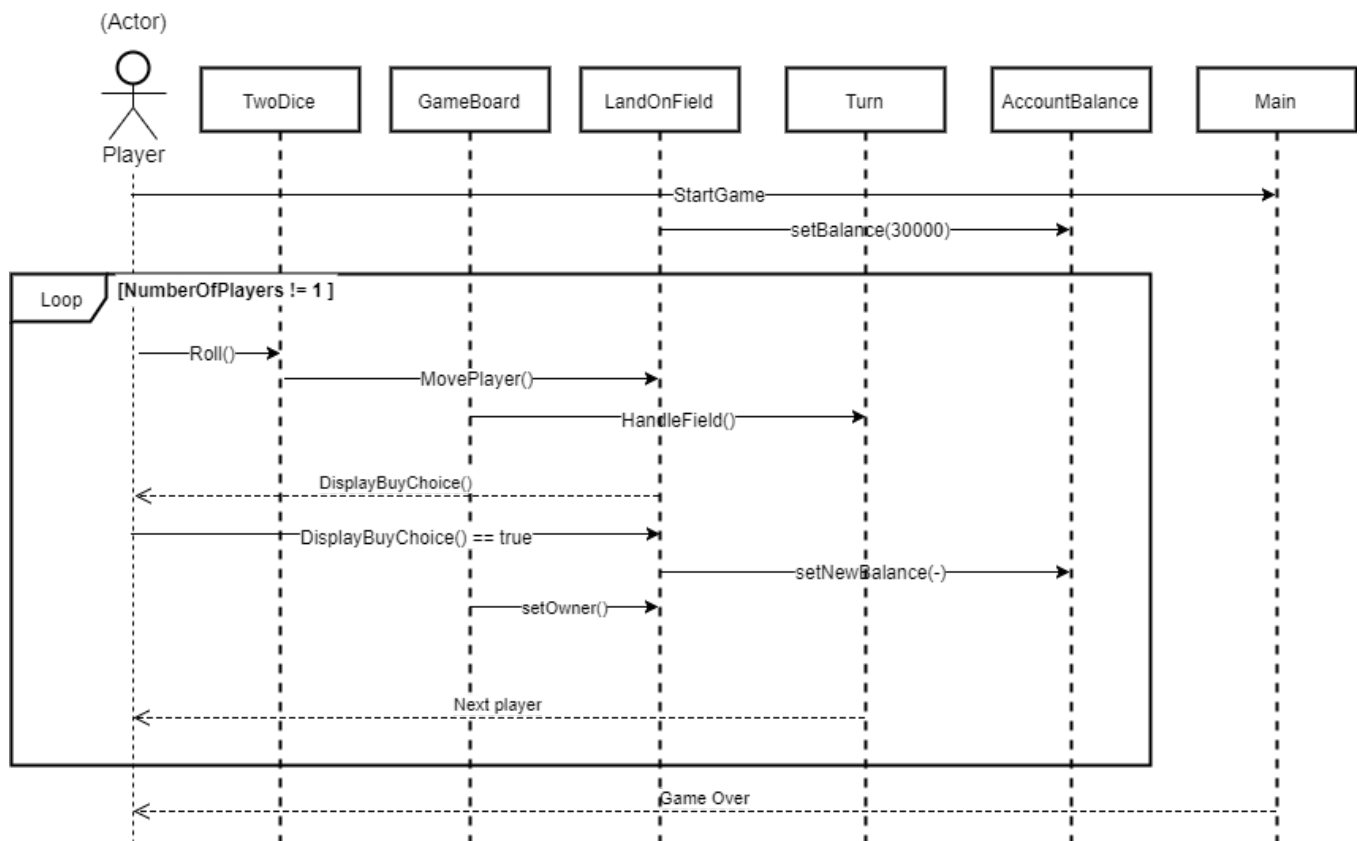 (Actor)
Player
TwoDice
GameBoard
LandOnField
Turn
AccountBalance
Main
StartGame
setBalance(30000)
Loop
[NumberOfPlayers != 1 ]
Roll()
MovePlayer()
HandleField()
DisplayBuyChoice()
DisplayBuyChoice() == true
setNewBalance(-)
setOwner()
Next player
Game Over